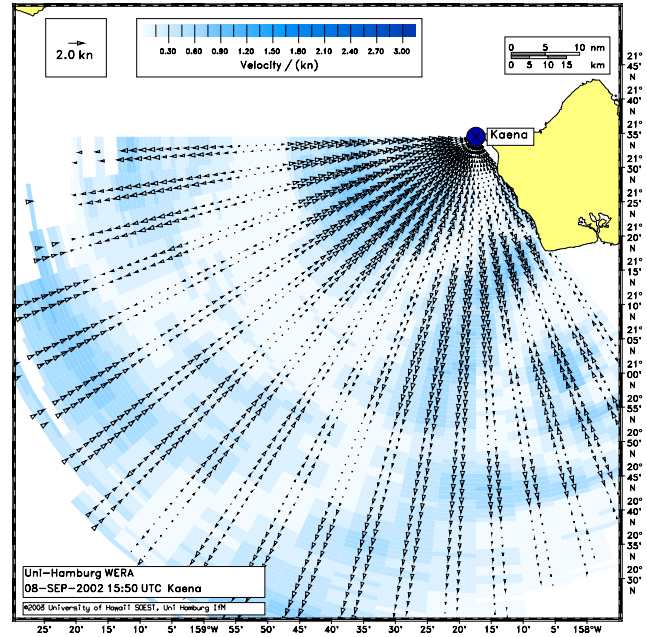 2.0 kn
0.30 0.60 0.90 1.20 1.50 1.80 2.10 2.40 2.70 3.00
Velocity / (kn)
0 5 10 nm
0 5 10 15 km
Kaena
21°
45'
N
21°
40'
N
21°
35'
N
21°
30'
N
21°
25'
N
21°
20'
N
21°
15'
N
21°
10'
N
21°
05'
N
21°
00'
N
20°
55'
N
20°
50'
N
20°
45'
N
20°
40'
N
20°
35'
N
20°
30'
N
Uni-Hamburg WERA
08-SEP-2002 15:50 UTC Kaena
©2003 University of Hawaii SOEST, Uni Hamburg IfM
25' 20' 15' 10' 5' 159°W 50' 45' 40' 35' 30' 25' 20' 15' 10' 5' 158°W